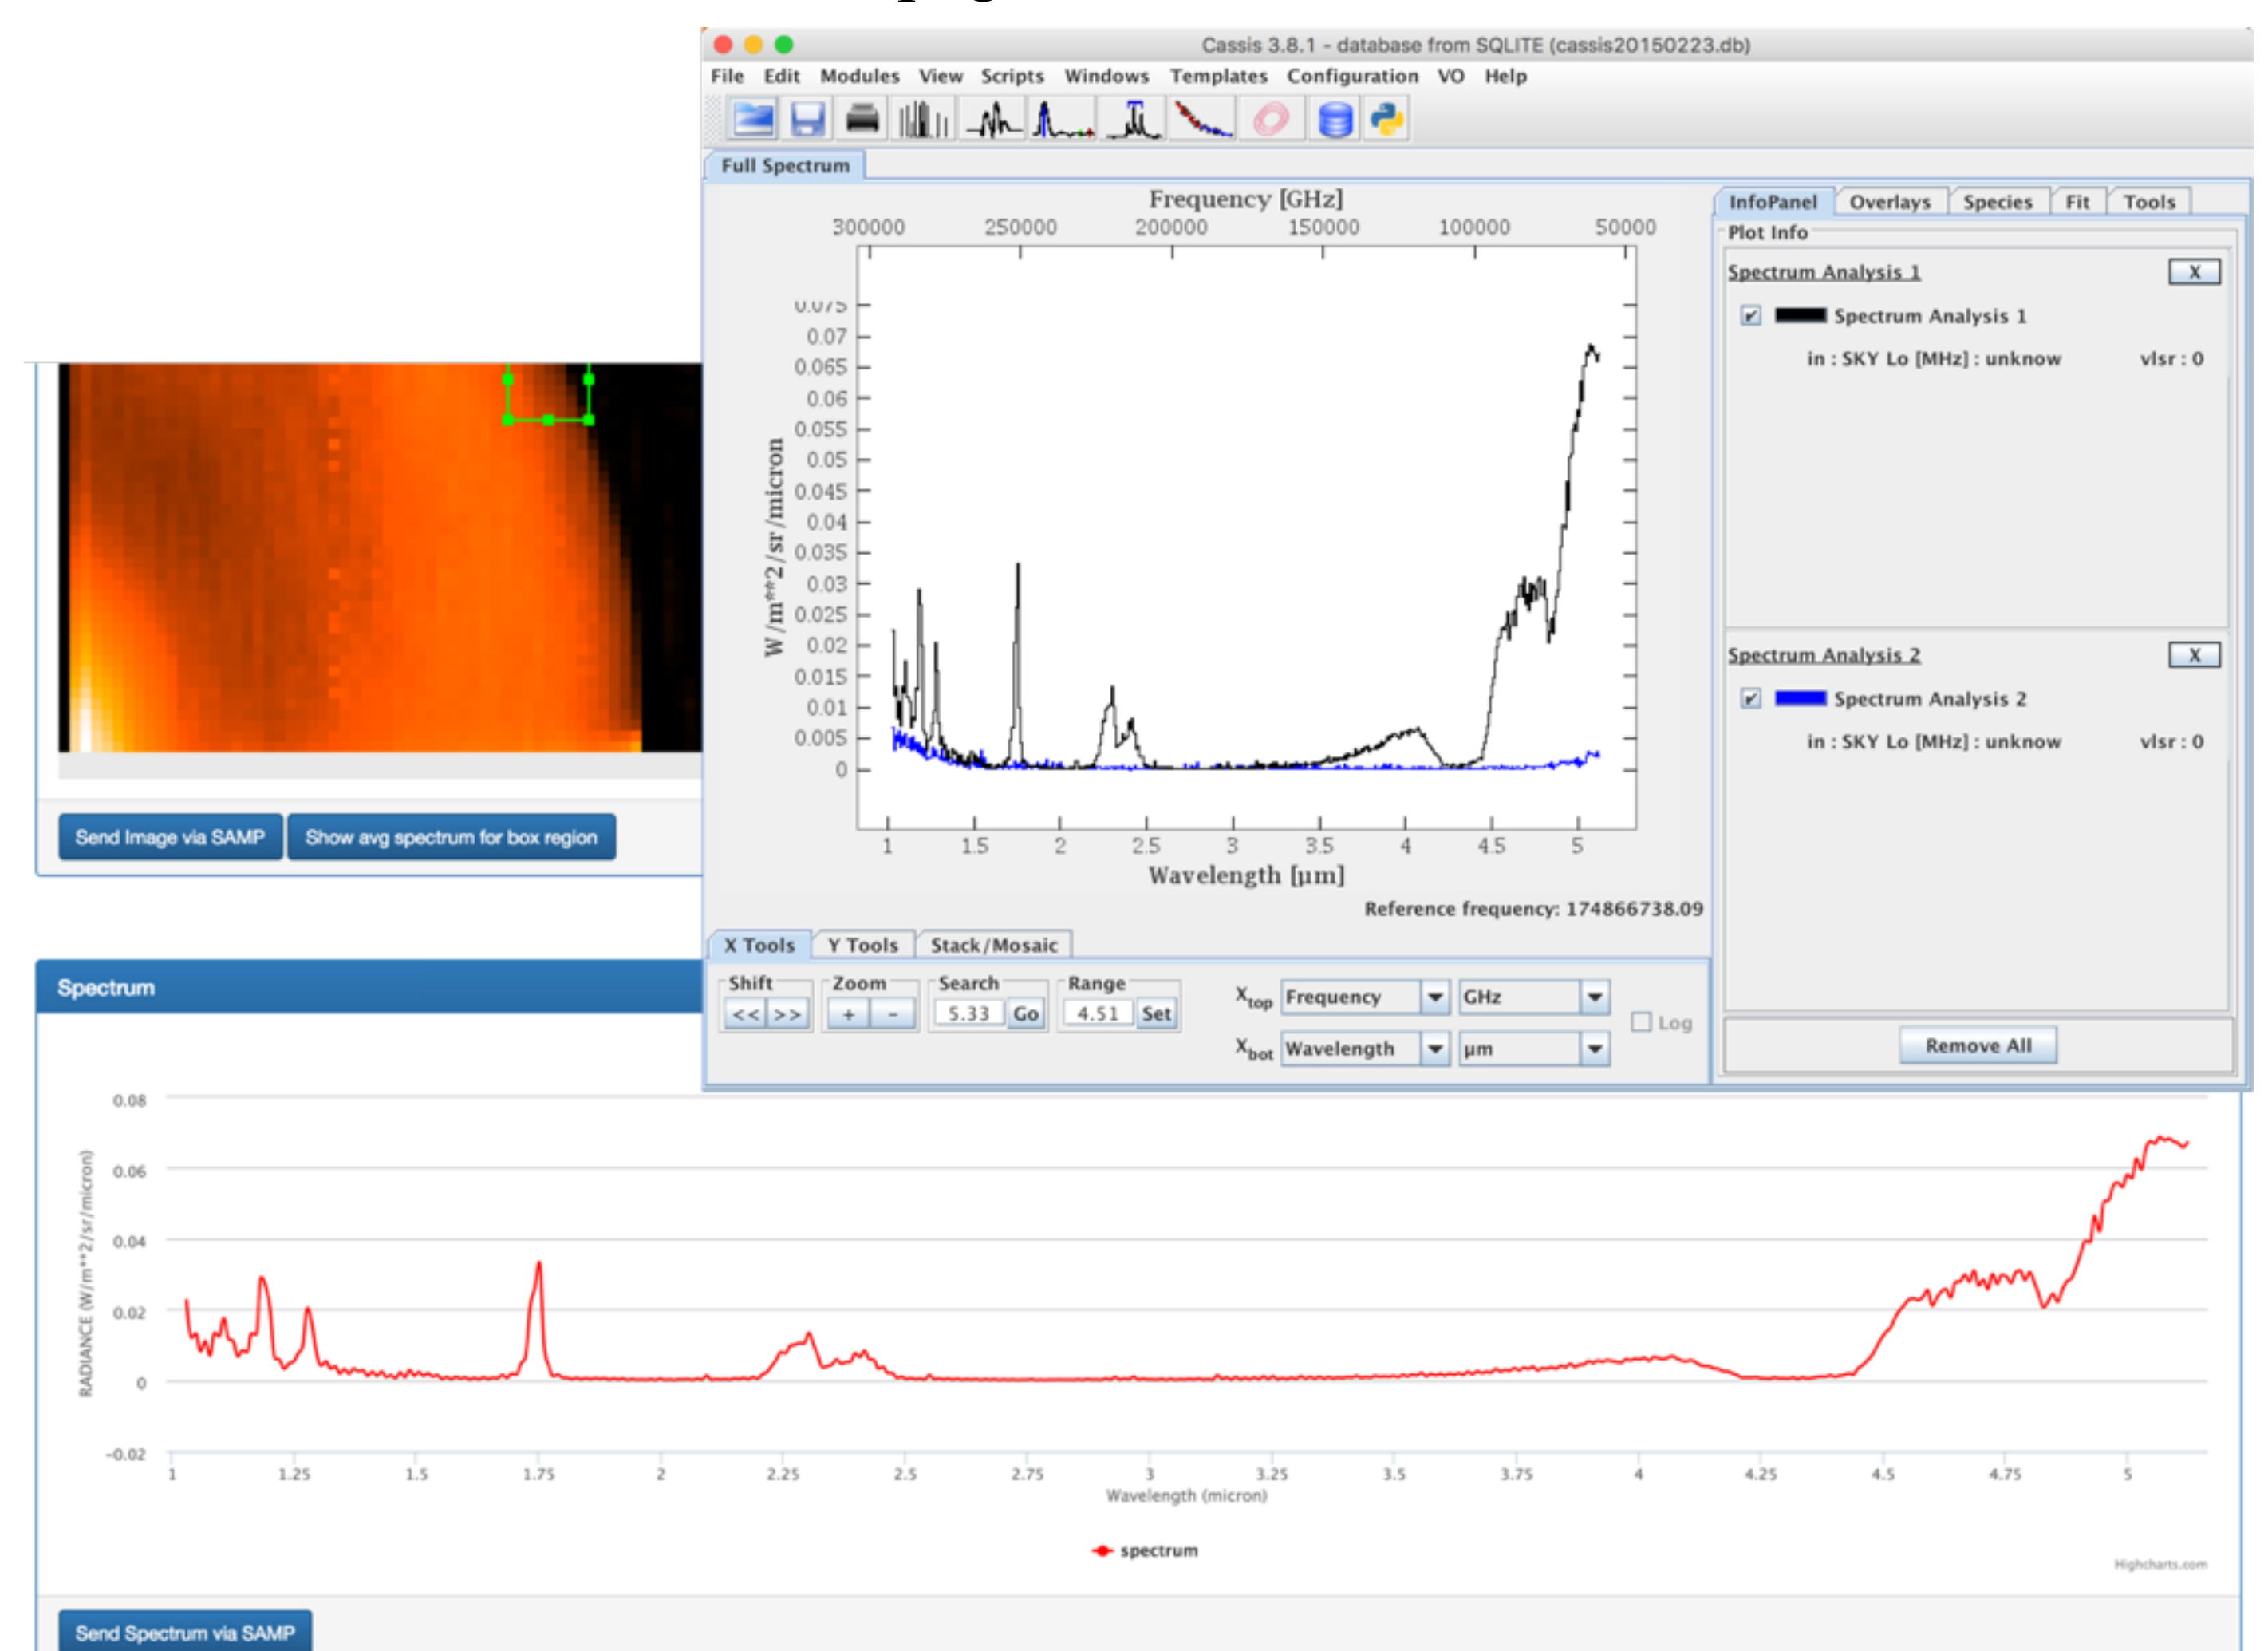 Cassis 3.8.1 - database from SQLITE (cassis20150223.db)
File Edit Modules View Scripts Windows Templates Configuration VO Help
Full Spectrum
Frequency [GHz]
300000 250000 200000 150000 100000 50000
0.075
0.07
0.065
0.06
0.055
0.05
0.045
0.04
0.035
0.03
0.025
0.02
0.015
0.01
0.005
0
W/m**2/sr/micron
1 1.5 2 2.5 3 3.5 4 4.5 5
Wavelength [µm]
Reference frequency: 174866738.09
InfoPanel Overlays Species Fit Tools
Plot Info
Spectrum Analysis 1 X
Spectrum Analysis 1
in : SKY Lo [MHz] : unknow vlsr : 0
Spectrum Analysis 2 X
Spectrum Analysis 2
in : SKY Lo [MHz] : unknow vlsr : 0
Remove All
X Tools Y Tools Stack/Mosaic
Shift Zoom Search Range
<< >> + - 5.33 Go 4.51 Set
Xtop Frequency GHz
Log
Xbot Wavelength µm
Send Image via SAMP Show avg spectrum for box region
Spectrum
0.08
0.06
0.04
0.02
0
-0.02
RADIANCE (W/m**2/sr/micron)
1 1.25 1.5 1.75 2 2.25 2.5 2.75 3 3.25 3.5 3.75 4 4.25 4.5 4.75 5
Wavelength (micron)
spectrum
Highcharts.com
Send Spectrum via SAMP